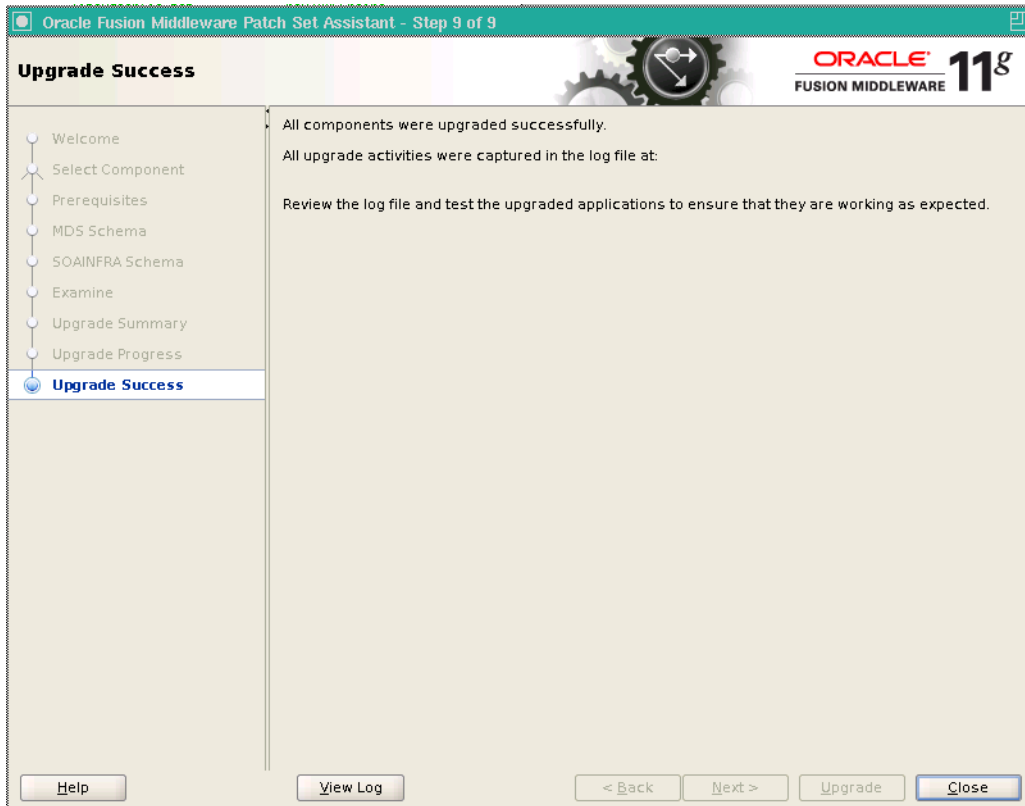 Oracle Fusion Middleware Patch Set Assistant - Step 9 of 9
Upgrade Success
ORACLE
FUSION MIDDLEWARE
11g
Welcome
Select Component
Prerequisites
MDS Schema
SOAINFRA Schema
Examine
Upgrade Summary
Upgrade Progress
Upgrade Success
All components were upgraded successfully.
All upgrade activities were captured in the log file at:
Review the log file and test the upgraded applications to ensure that they are working as expected.
Help
View Log
< Back
Next >
Upgrade
Close